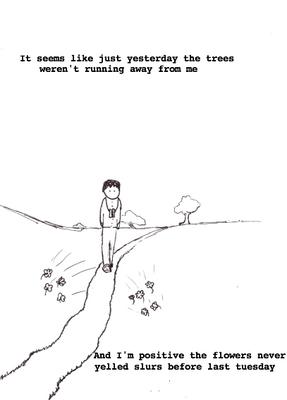 It seems like just yesterday the trees
weren't running away from me
And I'm positive the flowers never
yelled slurs before last tuesday